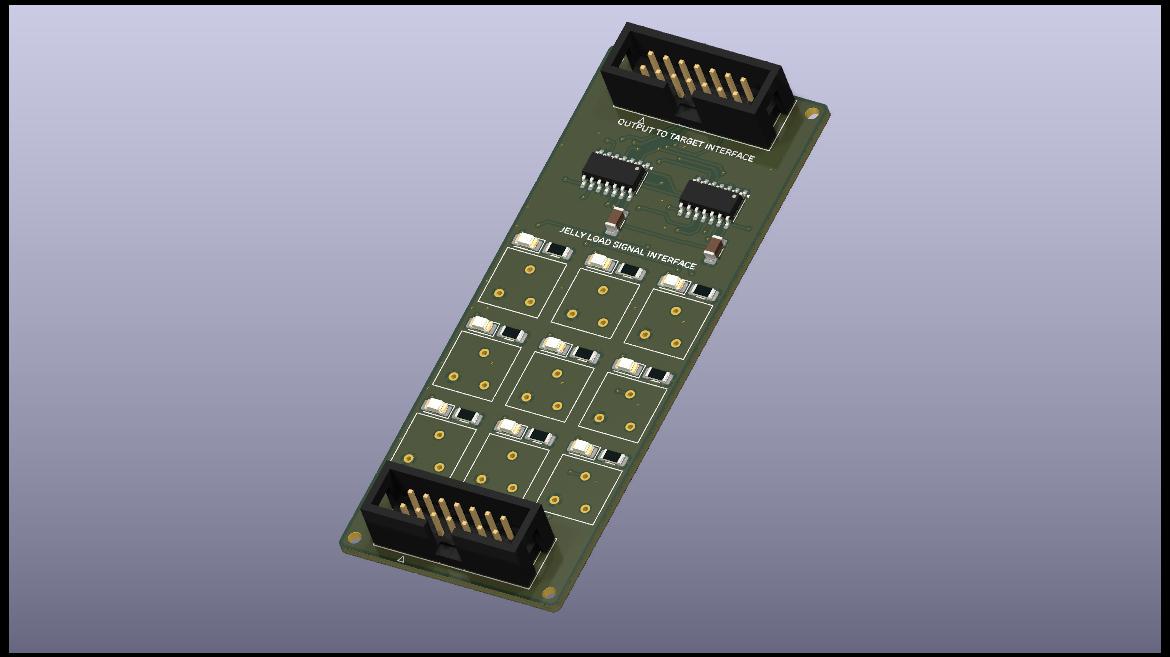 OUTPUT TO TARGET INTERFACE
JELLY LOAD SIGNAL INTERFACE